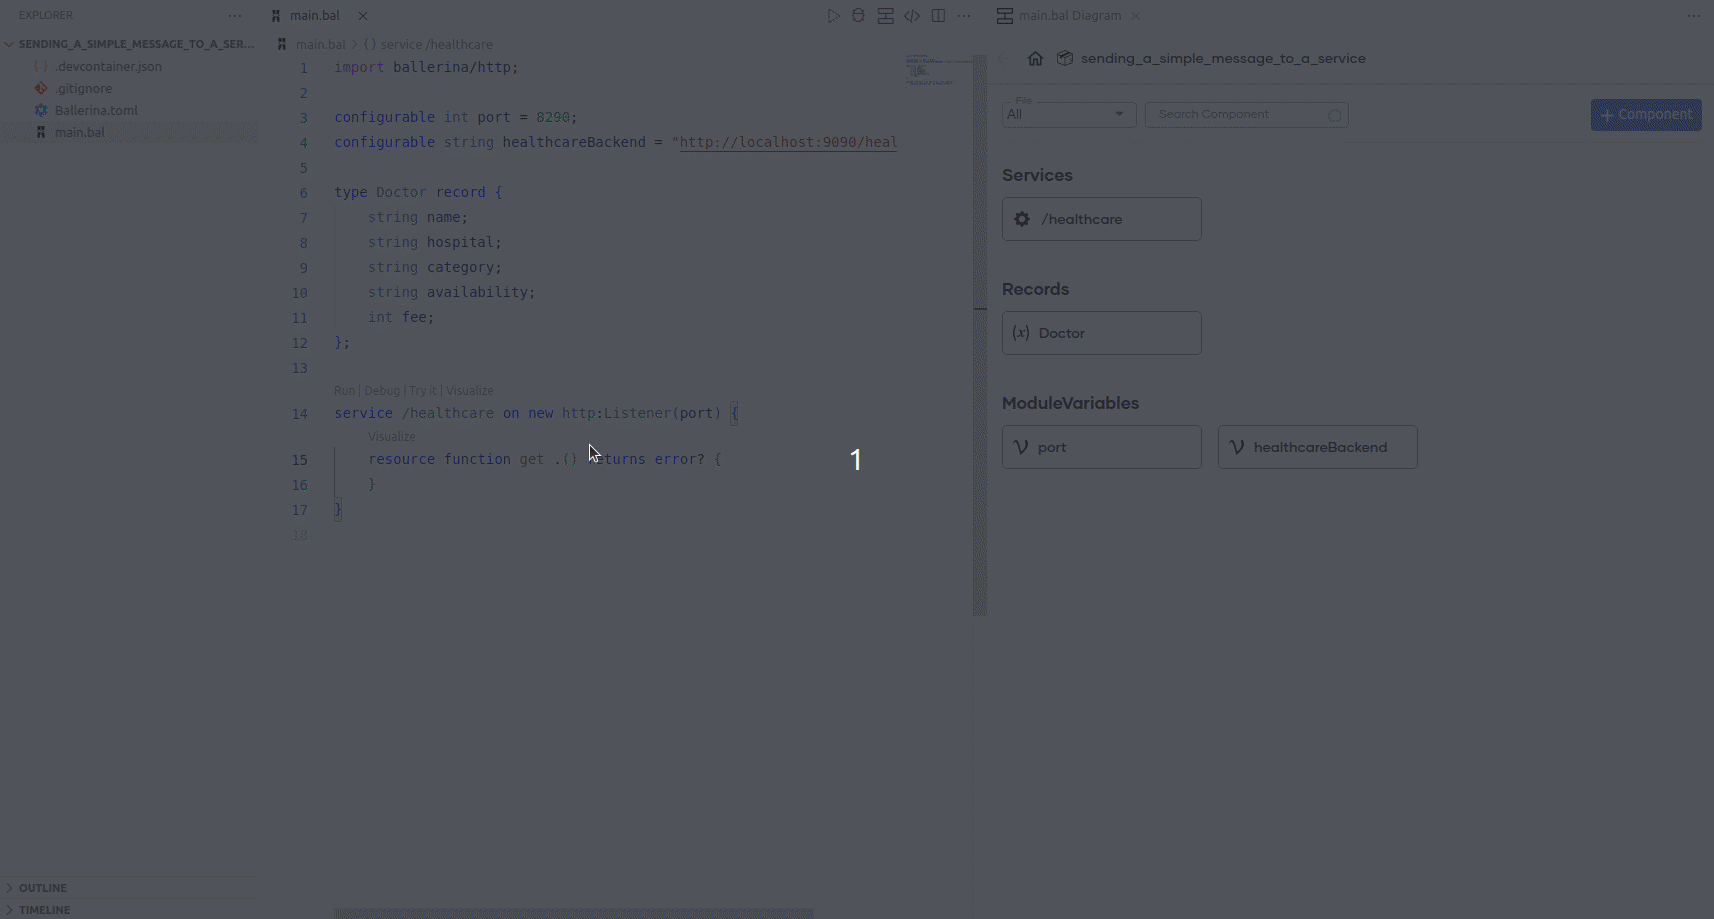 EXPLORER
SENDING_A_SIMPLE_MESSAGE_TO_A_SER...
.devcontainer.json
.gitignore
Ballerina.toml
main.bal
OUTLINE
TIMELINE
main.bal
main.bal > {} service /healthcare
1 import ballerina/http;
2
3 configurable int port = 8290;
4 configurable string healthcareBackend = "http://localhost:9090/heal
5
6 type Doctor record {
7 string name;
8 string hospital;
9 string category;
10 string availability;
11 int fee;
12 };
13
Run | Debug | Try it | Visualize
14 service /healthcare on new http:Listener(port) {
Visualize
15 resource function get .() returns error? {
16 }
17 }
18
1
main.bal Diagram
sending_a_simple_message_to_a_service
File
All
Search Component
+ Component
Services
/healthcare
Records
(x) Doctor
ModuleVariables
port
healthcareBackend